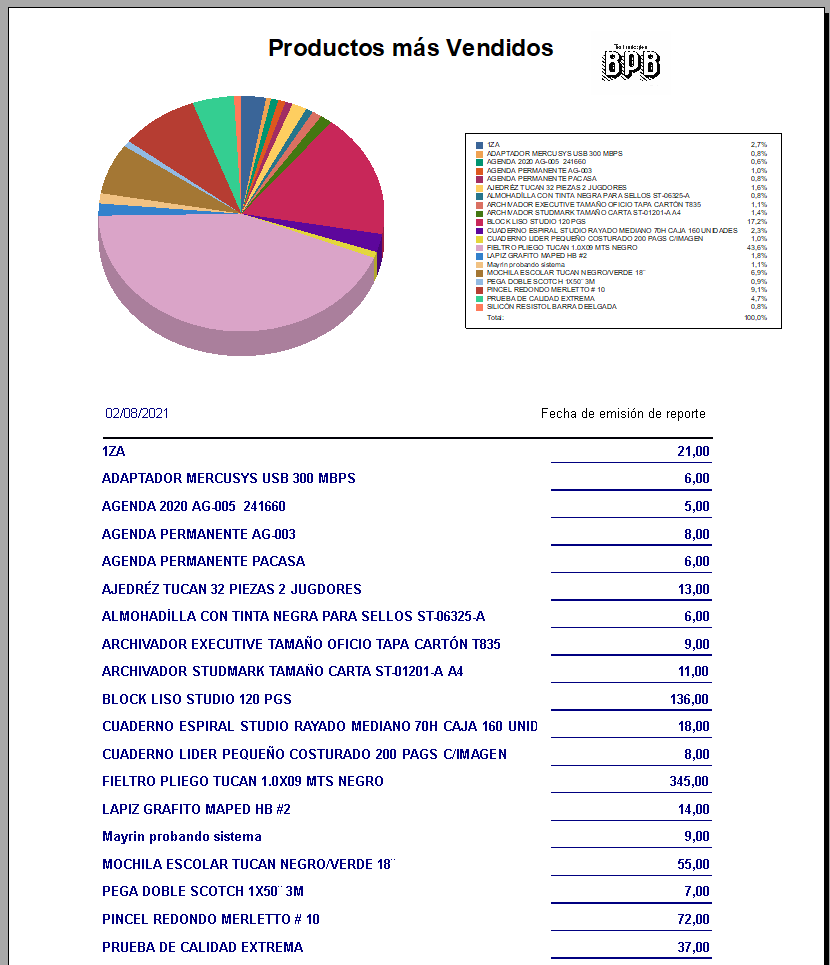 Productos más Vendidos
Technologies
BPB
1ZA 2,7%
ADAPTADOR MERCUSYS USB 300 MBPS 0,8%
AGENDA 2020 AG-005  241660 0,6%
AGENDA PERMANENTE AG-003 1,0%
AGENDA PERMANENTE PACASA 0,8%
AJEDRÉZ TUCAN 32 PIEZAS 2 JUGDORES 1,6%
ALMOHADÍLLA CON TINTA NEGRA PARA SELLOS ST-06325-A 0,8%
ARCHIVADOR EXECUTIVE TAMAÑO OFICIO TAPA CARTÓN T835 1,1%
ARCHIVADOR STUDMARK TAMAÑO CARTA ST-01201-A A4 1,4%
BLOCK LISO STUDIO 120 PGS 17,2%
CUADERNO ESPIRAL STUDIO RAYADO MEDIANO 70H CAJA 160 UNIDADES 2,3%
CUADERNO LIDER PEQUEÑO COSTURADO 200 PAGS C/IMAGEN 1,0%
FIELTRO PLIEGO TUCAN 1.0X09 MTS NEGRO 43,6%
LAPIZ GRAFITO MAPED HB #2 1,8%
Mayrin probando sistema 1,1%
MOCHILA ESCOLAR TUCAN NEGRO/VERDE 18¨ 6,9%
PEGA DOBLE SCOTCH 1X50¨ 3M 0,9%
PINCEL REDONDO MERLETTO # 10 9,1%
PRUEBA DE CALIDAD EXTREMA 4,7%
SILICÓN RESISTOL BARRA DEELGADA 0,8%
Total: 100,0%
02/08/2021 Fecha de emisión de reporte
1ZA 21,00
ADAPTADOR MERCUSYS USB 300 MBPS 6,00
AGENDA 2020 AG-005  241660 5,00
AGENDA PERMANENTE AG-003 8,00
AGENDA PERMANENTE PACASA 6,00
AJEDRÉZ TUCAN 32 PIEZAS 2 JUGDORES 13,00
ALMOHADÍLLA CON TINTA NEGRA PARA SELLOS ST-06325-A 6,00
ARCHIVADOR EXECUTIVE TAMAÑO OFICIO TAPA CARTÓN T835 9,00
ARCHIVADOR STUDMARK TAMAÑO CARTA ST-01201-A A4 11,00
BLOCK LISO STUDIO 120 PGS 136,00
CUADERNO ESPIRAL STUDIO RAYADO MEDIANO 70H CAJA 160 UNID 18,00
CUADERNO LIDER PEQUEÑO COSTURADO 200 PAGS C/IMAGEN 8,00
FIELTRO PLIEGO TUCAN 1.0X09 MTS NEGRO 345,00
LAPIZ GRAFITO MAPED HB #2 14,00
Mayrin probando sistema 9,00
MOCHILA ESCOLAR TUCAN NEGRO/VERDE 18¨ 55,00
PEGA DOBLE SCOTCH 1X50¨ 3M 7,00
PINCEL REDONDO MERLETTO # 10 72,00
PRUEBA DE CALIDAD EXTREMA 37,00